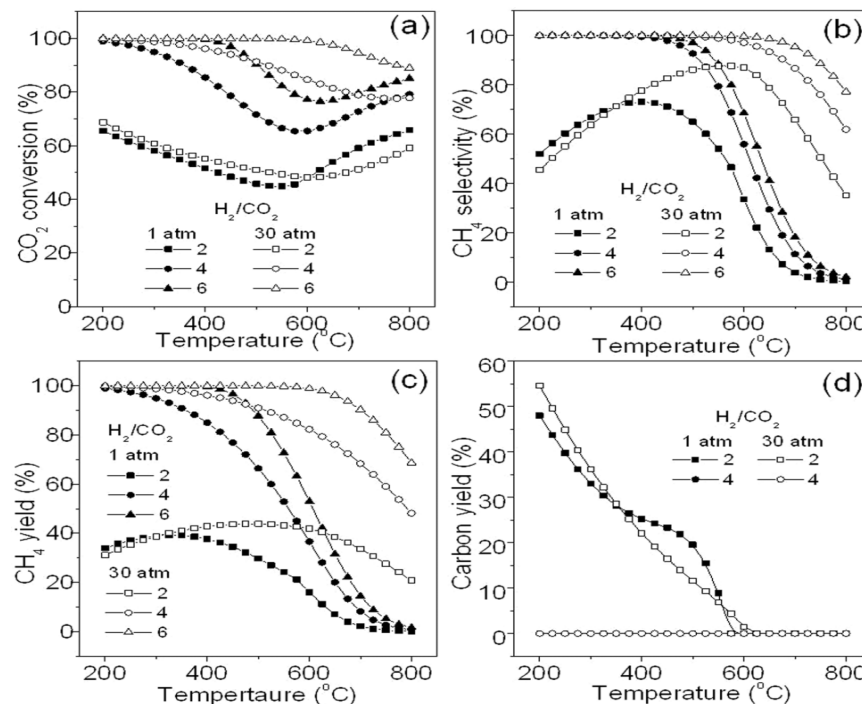 (a)
CO2 conversion (%)
100
80
60
40
20
0
H2/CO2
1 atm 30 atm
2 2
4 4
6 6
200 400 600 800
Temperature (°C)
(b)
CH4 selectivity (%)
100
80
60
40
20
0
H2/CO2
1 atm 30 atm
2 2
4 4
6 6
200 400 600 800
Temperature (°C)
(c)
CH4 yield (%)
100
80
60
40
20
0
H2/CO2
1 atm
2
4
6
30 atm
2
4
6
200 400 600 800
Tempertaure (°C)
(d)
Carbon yield (%)
60
55
50
40
30
20
10
0
H2/CO2
1 atm 30 atm
2 2
4 4
200 400 600 800
Temperature (°C)